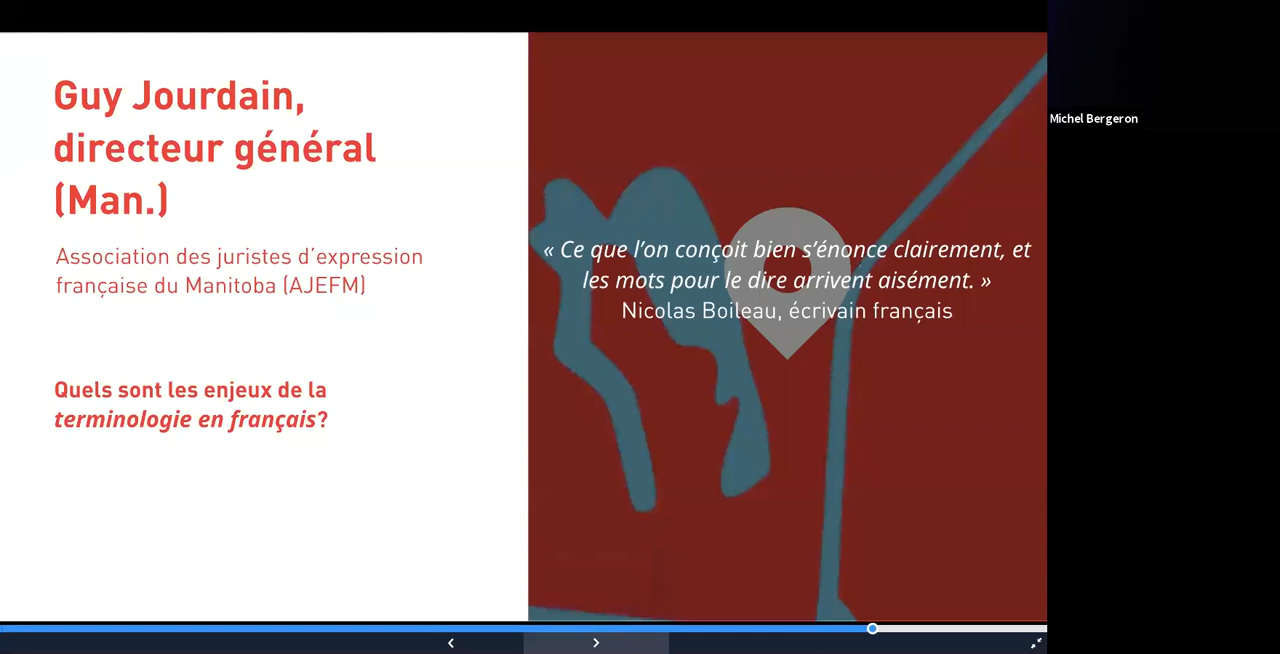 Guy Jourdain,
directeur général
(Man.)
Association des juristes d’expression
française du Manitoba (AJEFM)
Quels sont les enjeux de la
terminologie en français?
« Ce que l’on conçoit bien s’énonce clairement, et
les mots pour le dire arrivent aisément. »
Nicolas Boileau, écrivain français
Michel Bergeron